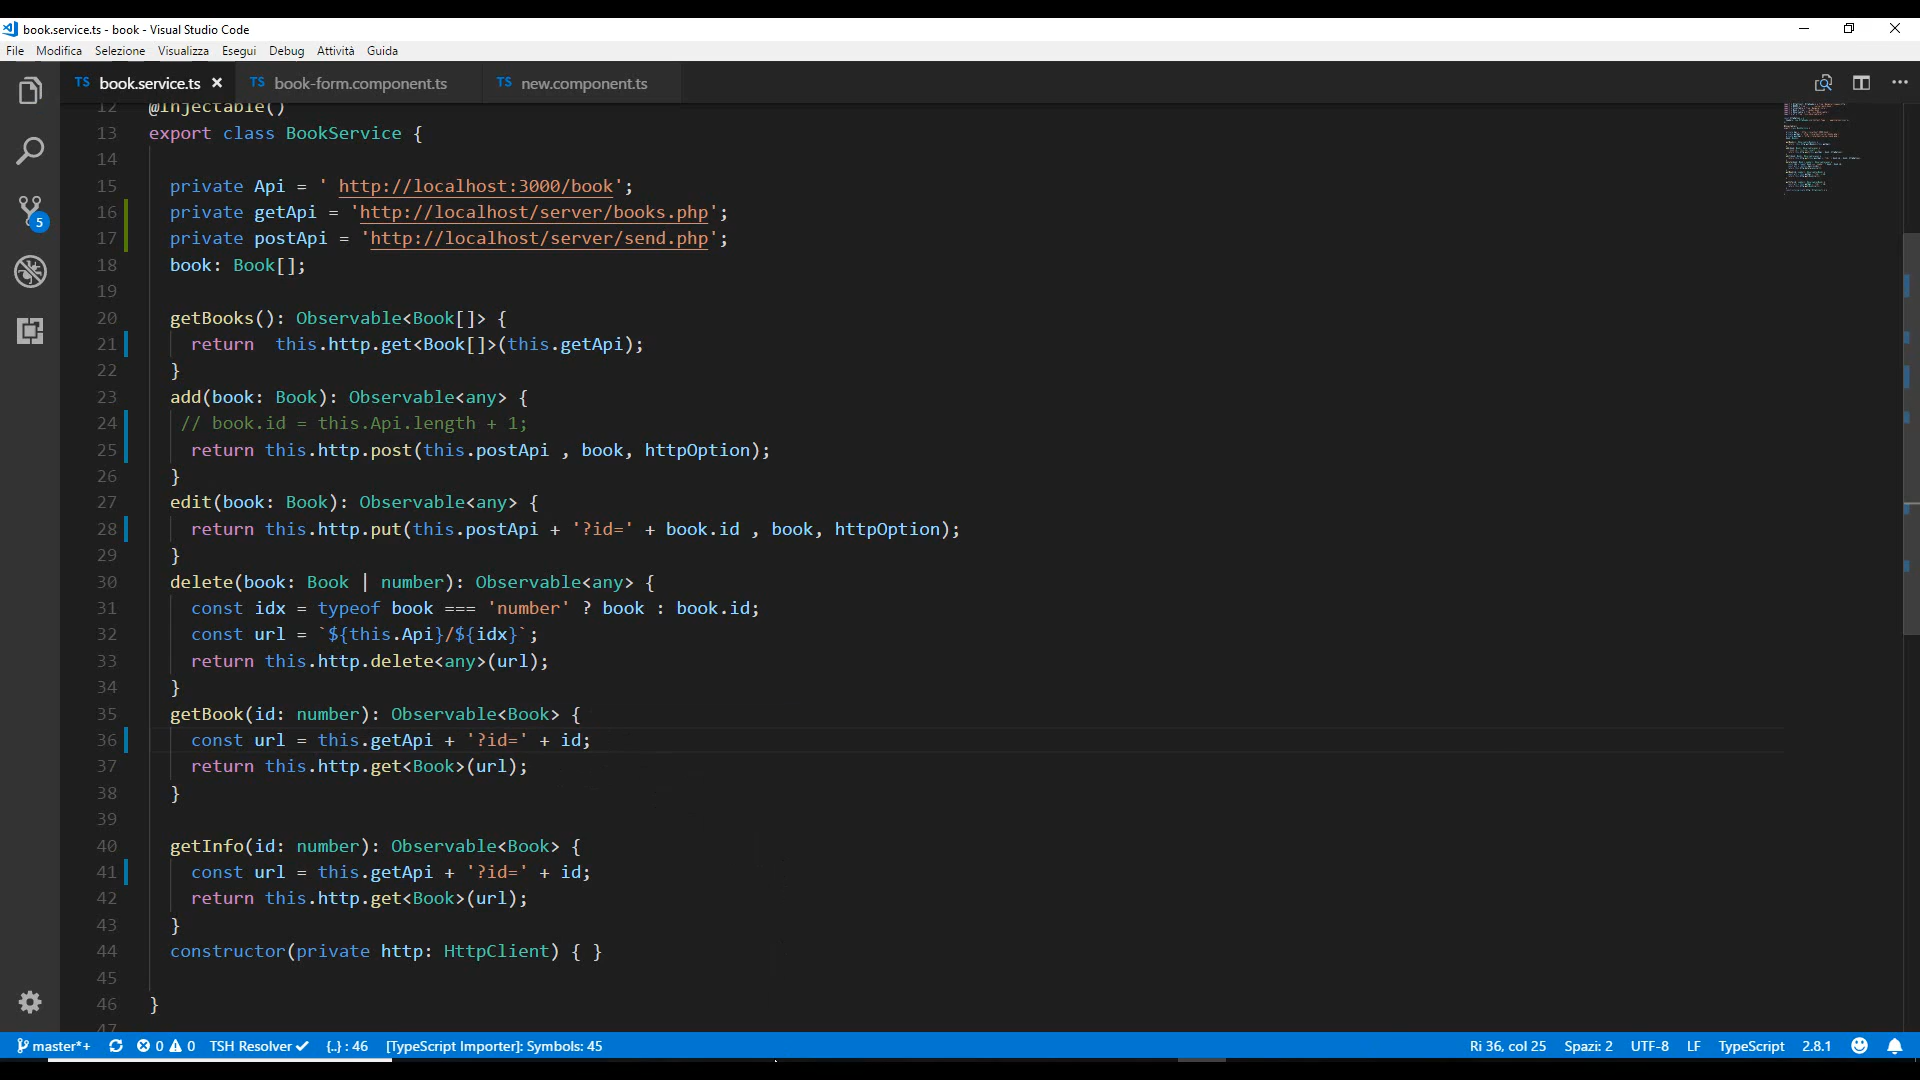 book.service.ts - book - Visual Studio Code
File Modifica Selezione Visualizza Esegui Debug Attività Guida
TS book.service.ts TS book-form.component.ts TS new.component.ts
12 @Injectable()
13 export class BookService {
14
15 private Api = ' http://localhost:3000/book';
16 private getApi = 'http://localhost/server/books.php';
17 private postApi = 'http://localhost/server/send.php';
18 book: Book[];
19
20 getBooks(): Observable<Book[]> {
21 return  this.http.get<Book[]>(this.getApi);
22 }
23 add(book: Book): Observable<any> {
24 // book.id = this.Api.length + 1;
25 return this.http.post(this.postApi , book, httpOption);
26 }
27 edit(book: Book): Observable<any> {
28 return this.http.put(this.postApi + '?id=' + book.id , book, httpOption);
29 }
30 delete(book: Book | number): Observable<any> {
31 const idx = typeof book === 'number' ? book : book.id;
32 const url = `${this.Api}/${idx}`;
33 return this.http.delete<any>(url);
34 }
35 getBook(id: number): Observable<Book> {
36 const url = this.getApi + '?id=' + id;
37 return this.http.get<Book>(url);
38 }
39
40 getInfo(id: number): Observable<Book> {
41 const url = this.getApi + '?id=' + id;
42 return this.http.get<Book>(url);
43 }
44 constructor(private http: HttpClient) { }
45
46 }
47
5
master*+ 0 0 TSH Resolver {..} : 46 [TypeScript Importer]: Symbols: 45 Ri 36, col 25 Spazi: 2 UTF-8 LF TypeScript 2.8.1